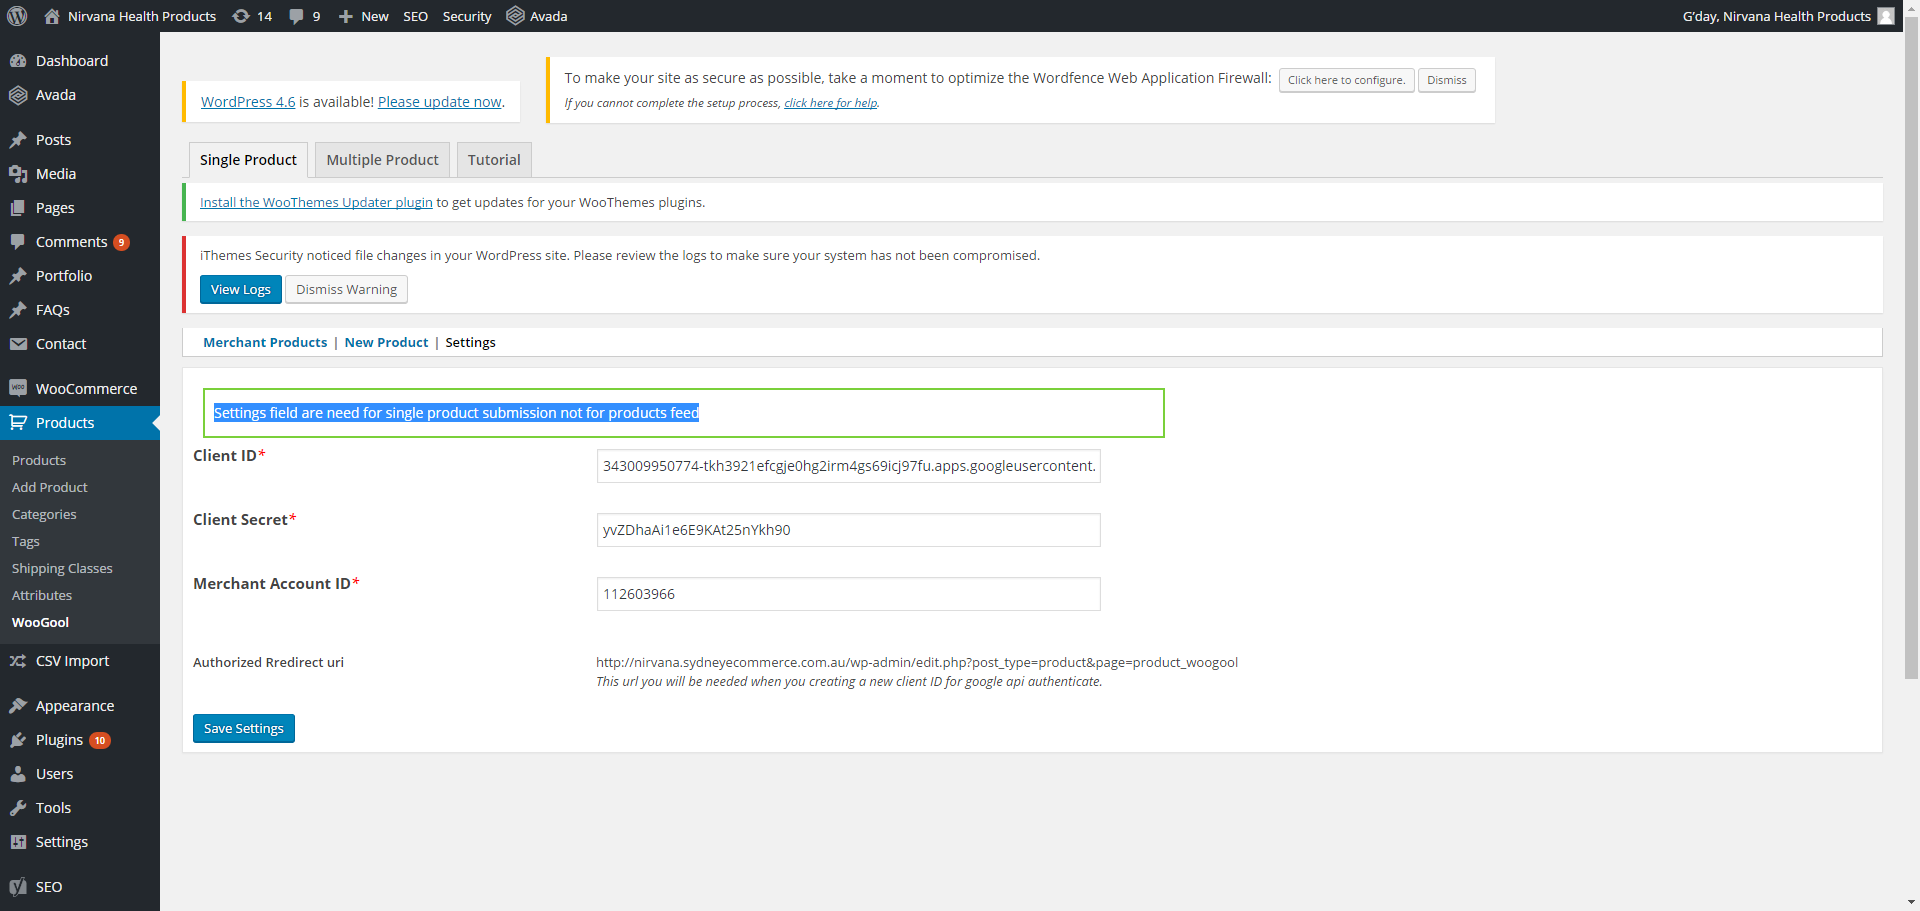 Nirvana Health Products 14 9 New SEO Security Avada G'day, Nirvana Health Products
Dashboard
Avada
Posts
Media
Pages
Comments 9
Portfolio
FAQs
Contact
WooCommerce
Products
Products
Add Product
Categories
Tags
Shipping Classes
Attributes
WooGool
CSV Import
Appearance
Plugins 10
Users
Tools
Settings
SEO
WordPress 4.6 is available! Please update now.
To make your site as secure as possible, take a moment to optimize the Wordfence Web Application Firewall: Click here to configure. Dismiss
If you cannot complete the setup process, click here for help.
Single Product Multiple Product Tutorial
Install the WooThemes Updater plugin to get updates for your WooThemes plugins.
iThemes Security noticed file changes in your WordPress site. Please review the logs to make sure your system has not been compromised.
View Logs Dismiss Warning
Merchant Products | New Product | Settings
Settings field are need for single product submission not for products feed
Client ID* 343009950774-tkh3921efcgje0hg2irm4gs69icj97fu.apps.googleusercontent.
Client Secret* yvZDhaAi1e6E9KAt25nYkh90
Merchant Account ID* 112603966
Authorized Rredirect uri http://nirvana.sydneyecommerce.com.au/wp-admin/edit.php?post_type=product&page=product_woogool
This url you will be needed when you creating a new client ID for google api authenticate.
Save Settings